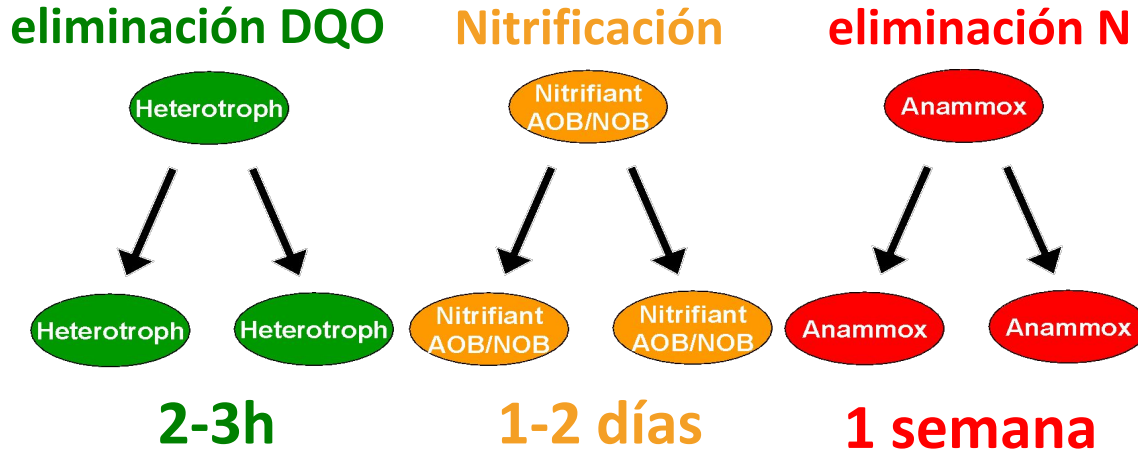 eliminación DQO
Nitrificación
eliminación N
Heterotroph
Nitrifiant
AOB/NOB
Anammox
Heterotroph
Heterotroph
Nitrifiant
AOB/NOB
Nitrifiant
AOB/NOB
Anammox
Anammox
2-3h
1-2 días
1 semana